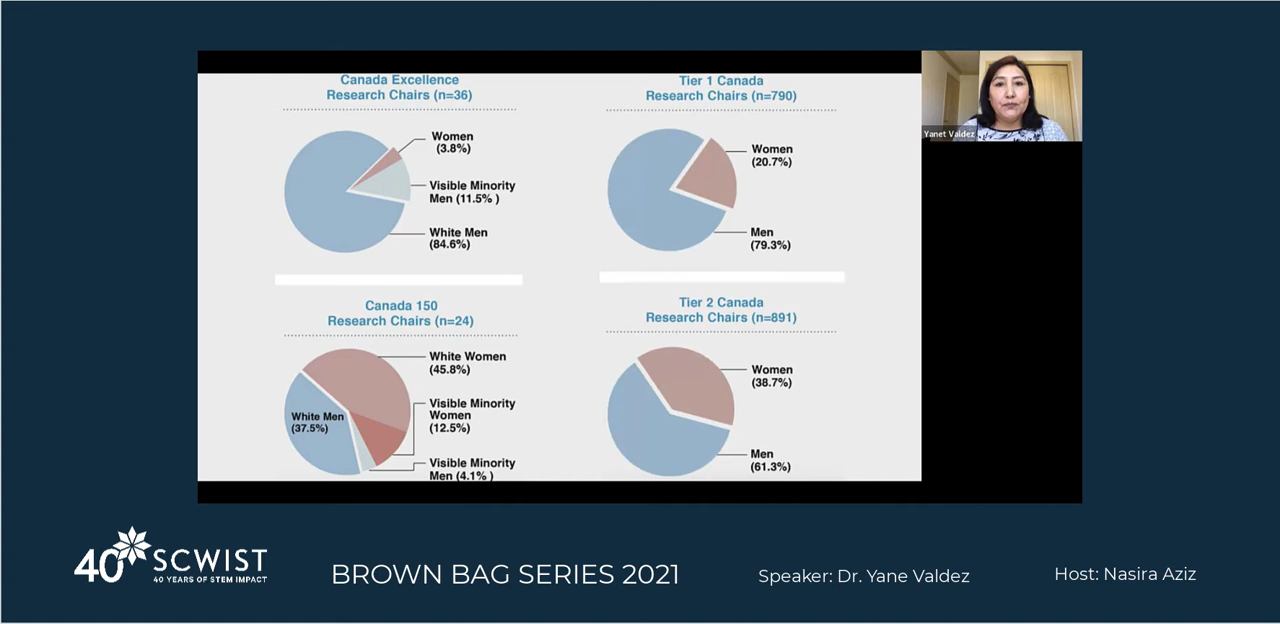 Canada Excellence
Research Chairs (n=36)
Women
(3.8%)
Visible Minority
Men (11.5% )
White Men
(84.6%)
Tier 1 Canada
Research Chairs (n=790)
Women
(20.7%)
Men
(79.3%)
Canada 150
Research Chairs (n=24)
White Women
(45.8%)
White Men
(37.5%)
Visible Minority
Women
(12.5%)
Visible Minority
Men (4.1% )
Tier 2 Canada
Research Chairs (n=891)
Women
(38.7%)
Men
(61.3%)
Yanet Valdez
40 SCWIST
40 YEARS OF STEM IMPACT
BROWN BAG SERIES 2021
Speaker: Dr. Yane Valdez
Host: Nasira Aziz